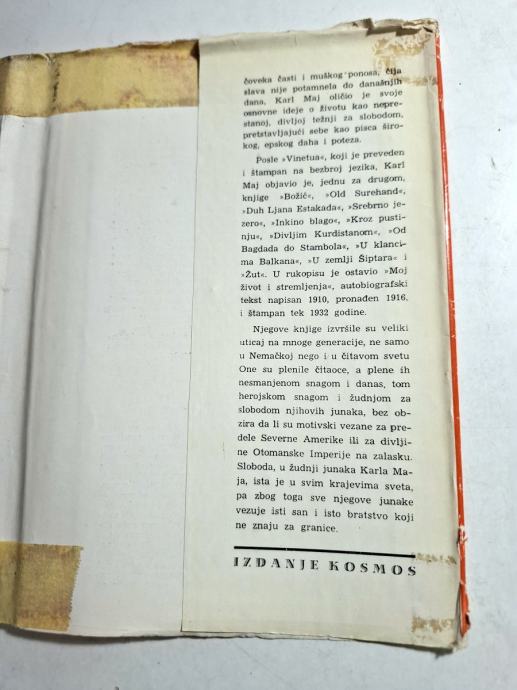 čoveka časti i muškog ponosa, čija
slava nije potamnela do današnjih
dana, Karl Maj oličio je svoje
osnovne ideje o životu kao nepre-
stanoj, divljoj težnji za slobodom,
pretstavljajući sebe kao pisca širo-
kog, epskog daha i poteza.
Posle »Vinetua«, koji je preveden
i štampan na bezbroj jezika, Karl
Maj objavio je, jednu za drugom,
knjige »Božić«, »Old Surehand«,
»Duh Ljana Estakada«, »Srebrno je-
zero«, »Inkino blago«, »Kroz pusti-
nju«, »Divljim Kurdistanom«, »Od
Bagdada do Stambola«, »U klanci-
ma Balkana«, »U zemlji Šiptara« i
»Žut«. U rukopisu je ostavio »Moj
život i stremljenja«, autobiografski
tekst napisan 1910, pronađen 1916,
i štampan tek 1932 godine.
Njegove knjige izvršile su veliki
uticaj na mnoge generacije, ne samo
u Nemačkoj nego i u čitavom svetu
One su plenile čitaoce, a plene ih
nesmanjenom snagom i danas, tom
herojskom snagom i žudnjom za
slobodom njihovih junaka, bez ob-
zira da li su motivski vezane za pre-
dele Severne Amerike ili za divlji-
ne Otomanske Imperije na zalasku.
Sloboda, u žudnji junaka Karla Ma-
ja, ista je u svim krajevima sveta,
pa zbog toga sve njegove junake
vezuje isti san i isto bratstvo koji
ne znaju za granice.
IZDANJE KOSMOS